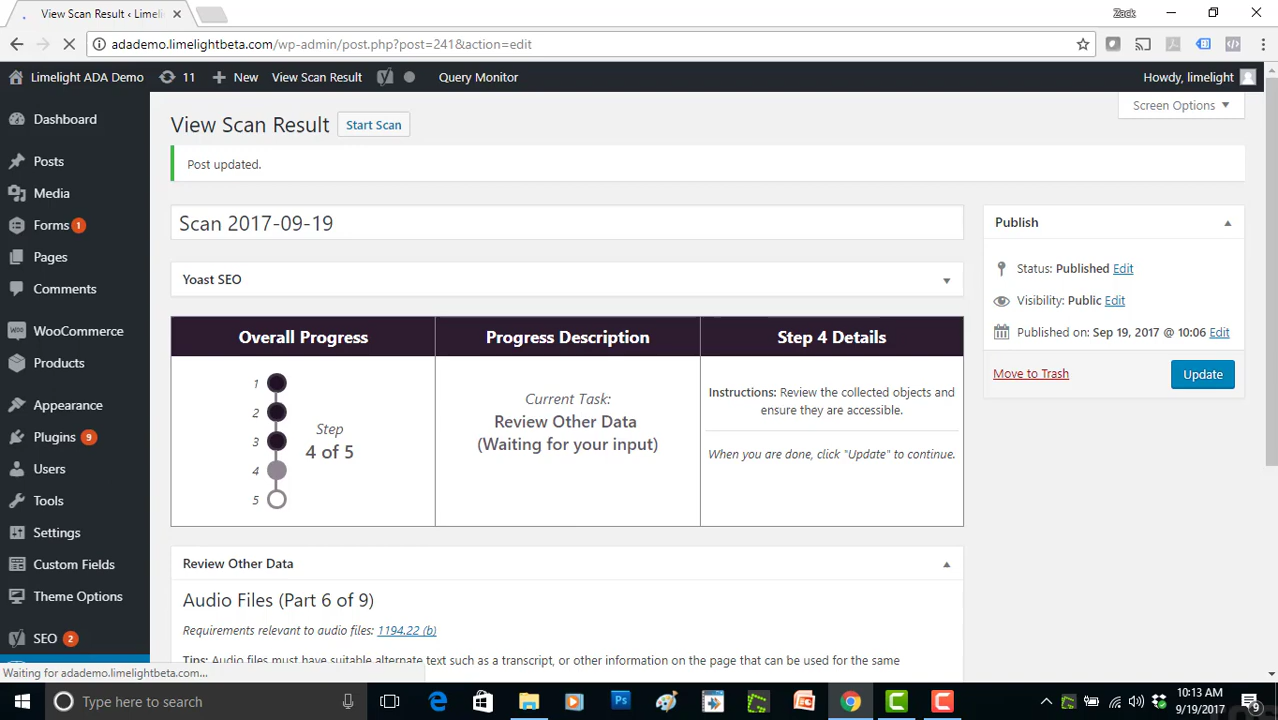 View Scan Result ‹ Limeli
Zack
adademo.limelightbeta.com/wp-admin/post.php?post=241&action=edit
Limelight ADA Demo
11
New
View Scan Result
Query Monitor
Howdy, limelight
Screen Options
Dashboard
Posts
Media
Forms 1
Pages
Comments
WooCommerce
Products
Appearance
Plugins 9
Users
Tools
Settings
Custom Fields
Theme Options
SEO 2
View Scan Result
Start Scan
Post updated.
Scan 2017-09-19
Yoast SEO
Overall Progress
Progress Description
Step 4 Details
1
2
3
4
5
Step
4 of 5
Current Task:
Review Other Data
(Waiting for your input)
Instructions: Review the collected objects and
ensure they are accessible.
When you are done, click "Update" to continue.
Publish
Status: Published Edit
Visibility: Public Edit
Published on: Sep 19, 2017 @ 10:06 Edit
Move to Trash
Update
Review Other Data
Audio Files (Part 6 of 9)
Requirements relevant to audio files: 1194.22 (b)
Tips: Audio files must have suitable alternate text such as a transcript, or other information on the page that can be used for the same
Waiting for adademo.limelightbeta.com...
Type here to search
10:13 AM
9/19/2017
9